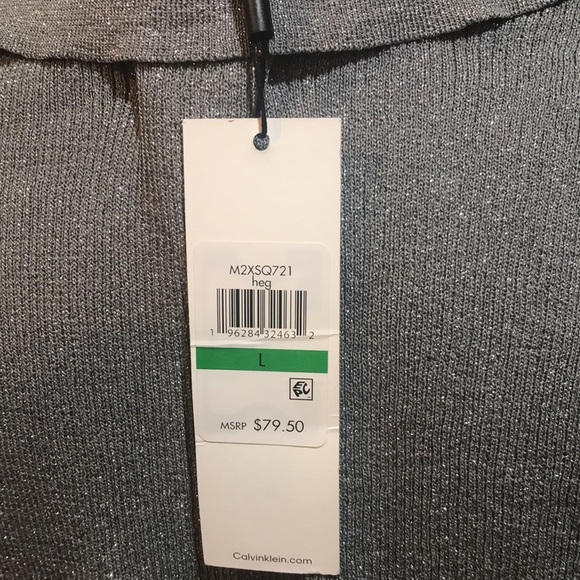 M2XSQ721
heg
1 96284 32463 2
L
MSRP $79.50
Calvinklein.com